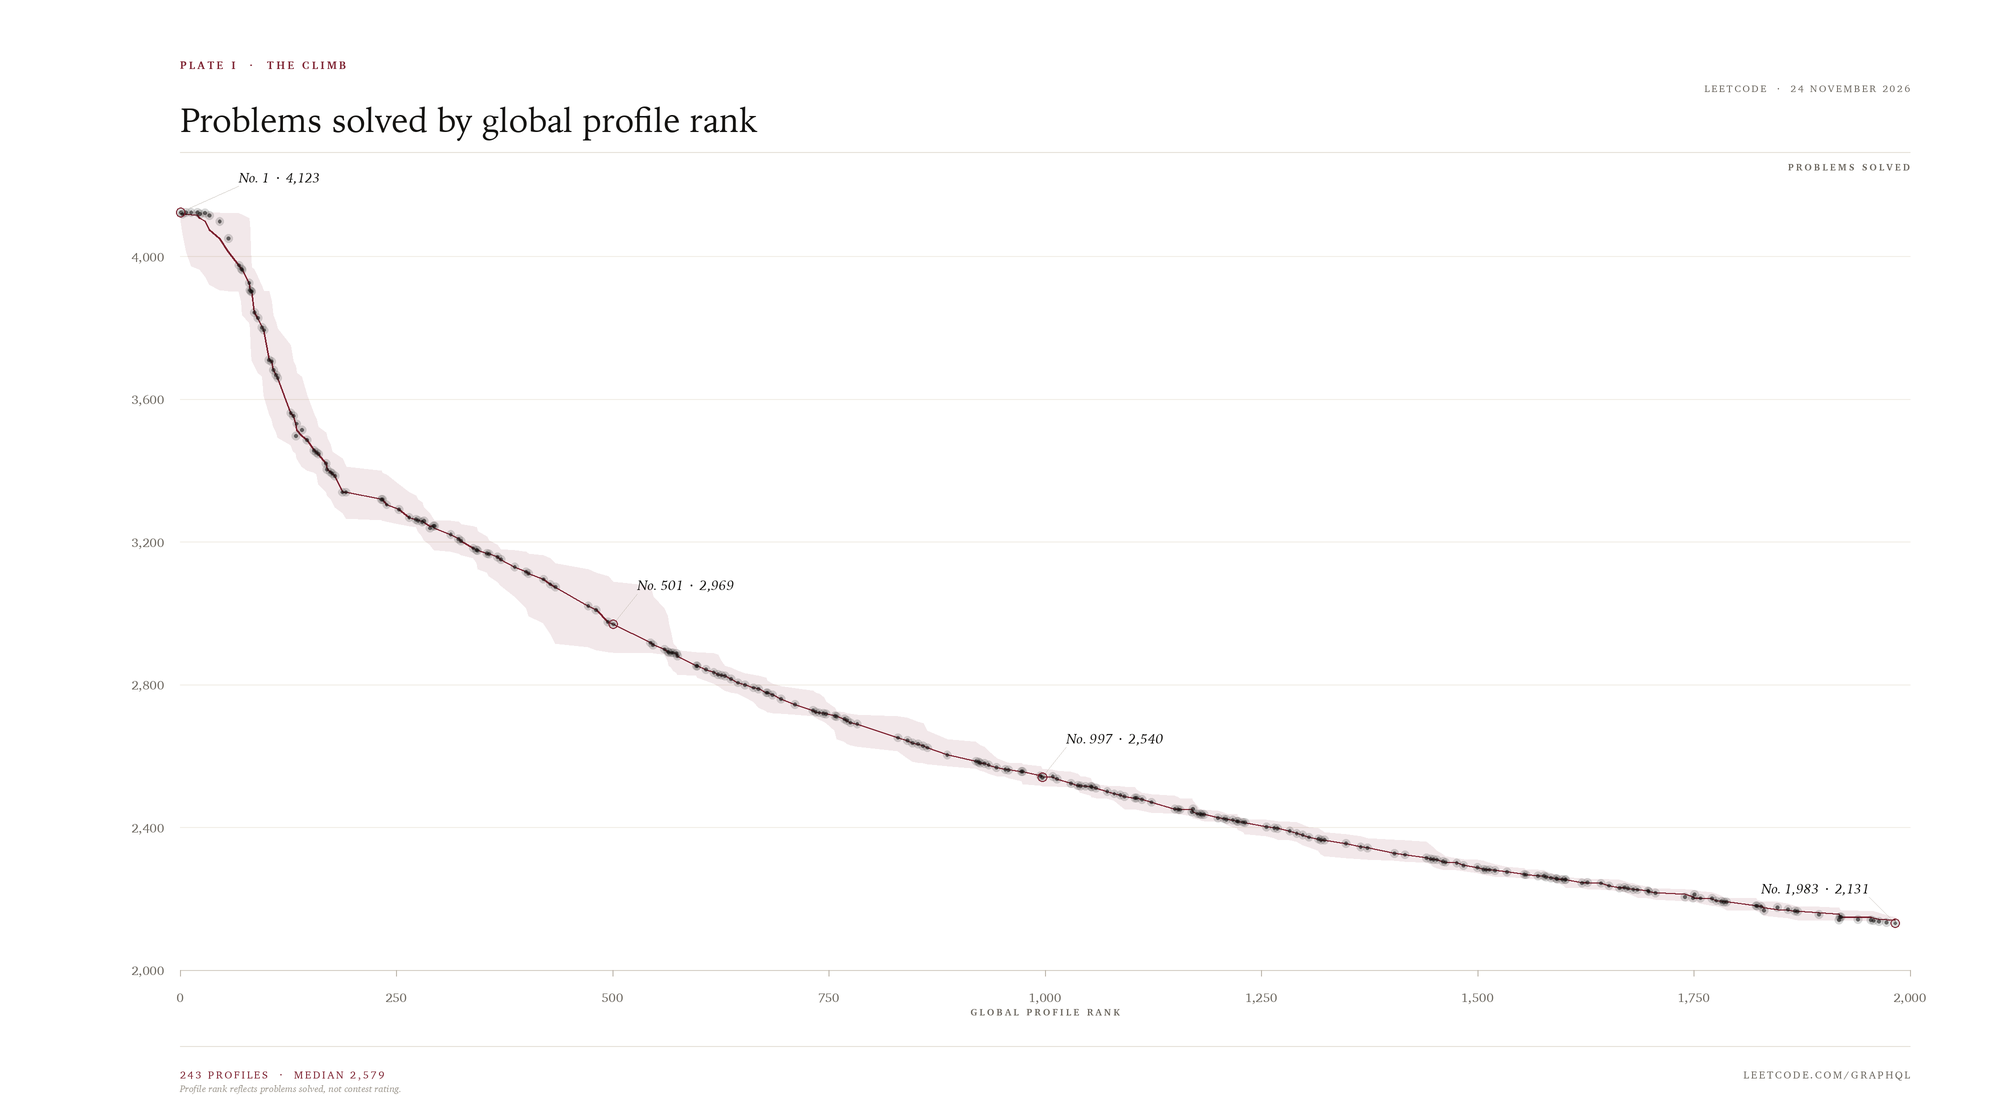 PLATE I · THE CLIMB
LEETCODE · 24 NOVEMBER 2026
Problems solved by global profile rank
PROBLEMS SOLVED
No. 1 · 4,123
4,000
3,600
3,200
No. 501 · 2,969
2,800
No. 997 · 2,540
2,400
No. 1,983 · 2,131
2,000
0 250 500 750 1,000 1,250 1,500 1,750 2,000
GLOBAL PROFILE RANK
243 PROFILES · MEDIAN 2,579
LEETCODE.COM/GRAPHQL
Profile rank reflects problems solved, not contest rating.